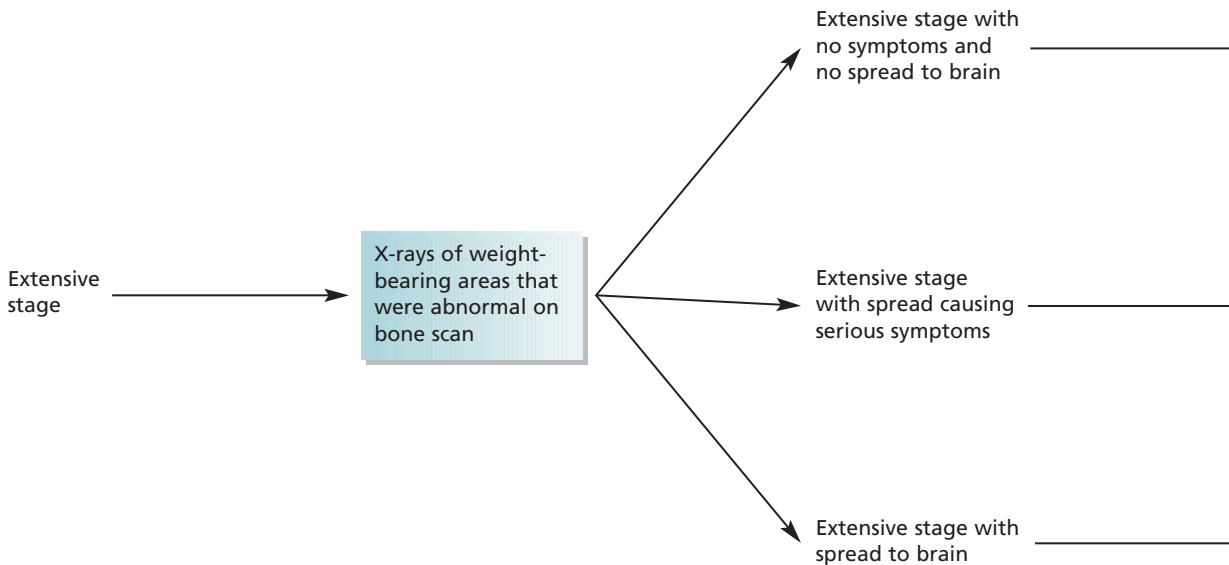 Extensive stage with
no symptoms and
no spread to brain
Extensive
stage
X-rays of weight-
bearing areas that
were abnormal on
bone scan
Extensive stage
with spread causing
serious symptoms
Extensive stage with
spread to brain